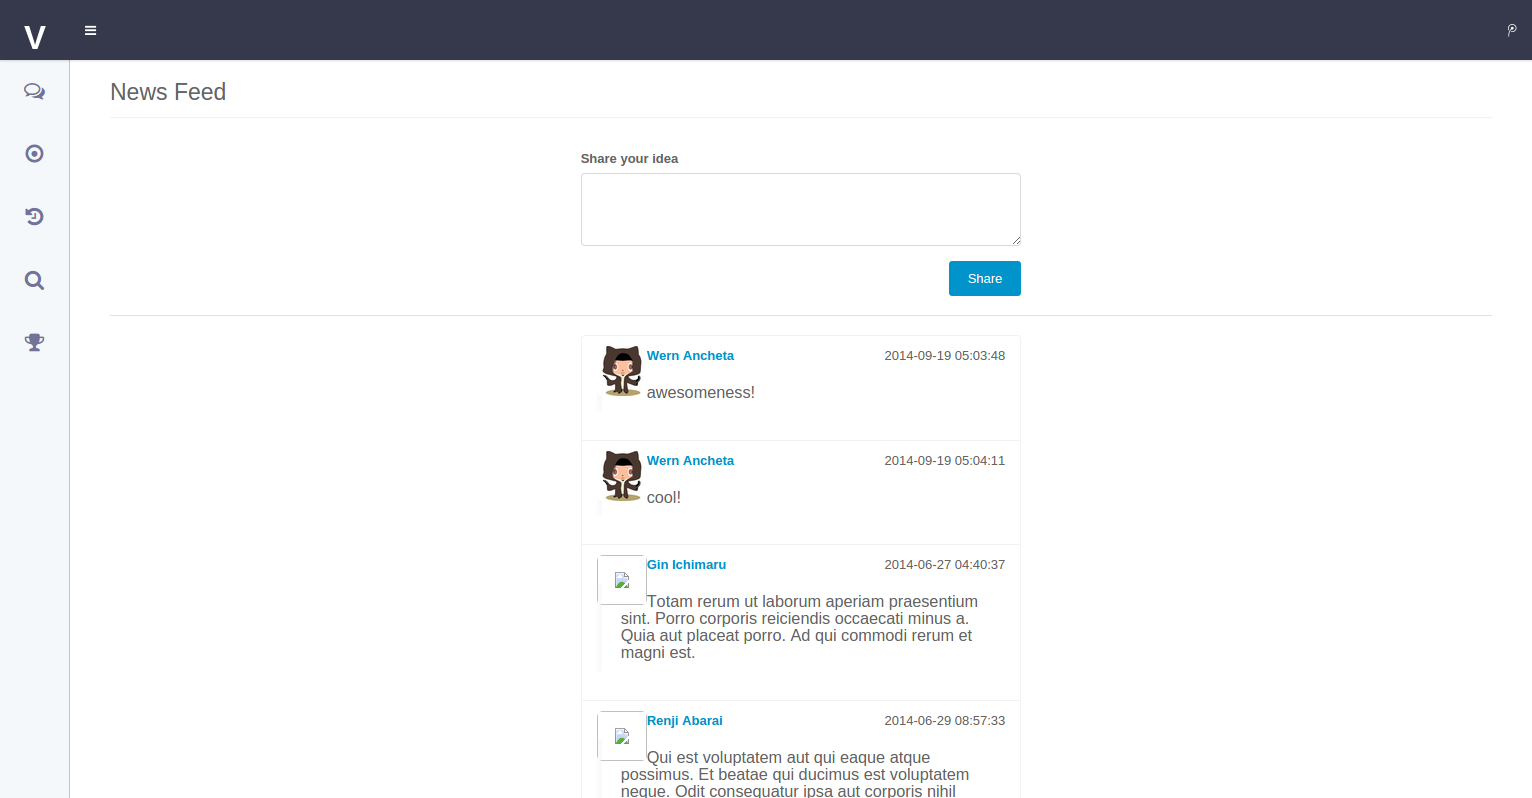 V
News Feed
Share your idea
Share
Wern Ancheta 2014-09-19 05:03:48
awesomeness!
Wern Ancheta 2014-09-19 05:04:11
cool!
Gin Ichimaru 2014-06-27 04:40:37
Totam rerum ut laborum aperiam praesentium
sint. Porro corporis reiciendis occaecati minus a.
Quia aut placeat porro. Ad qui commodi rerum et
magni est.
Renji Abarai 2014-06-29 08:57:33
Qui est voluptatem aut qui eaque atque
possimus. Et beatae qui ducimus est voluptatem
neque. Odit consequatur ipsa aut corporis nihil